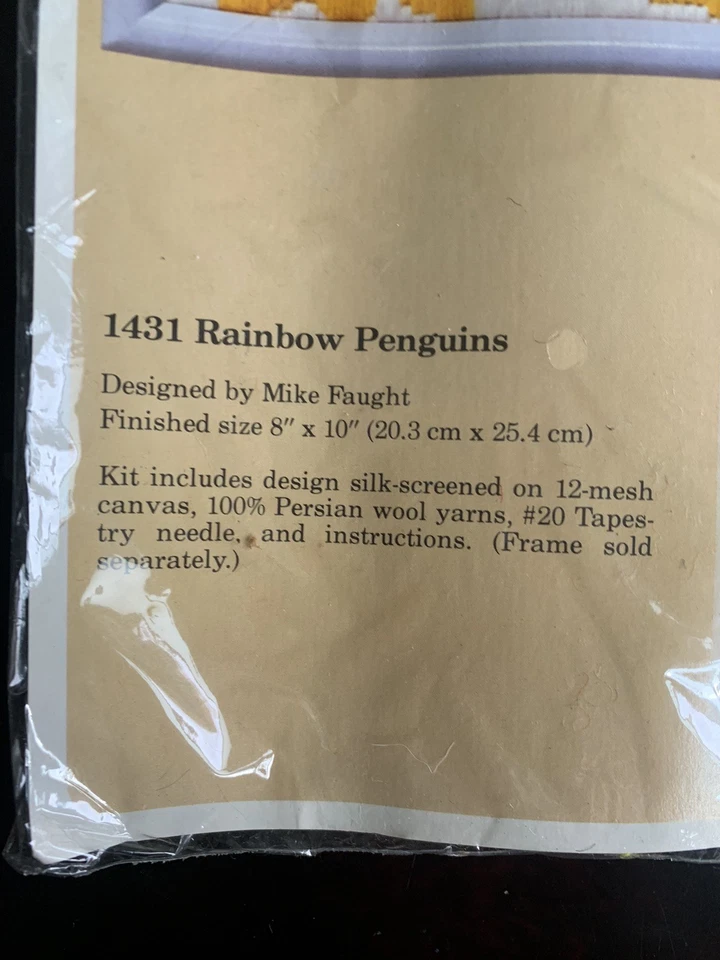 1431 Rainbow Penguins
Designed by Mike Faught
Finished size 8″ x 10″ (20.3 cm x 25.4 cm)
Kit includes design silk-screened on 12-mesh
canvas, 100% Persian wool yarns, #20 Tapes-
try needle, and instructions. (Frame sold
separately.)